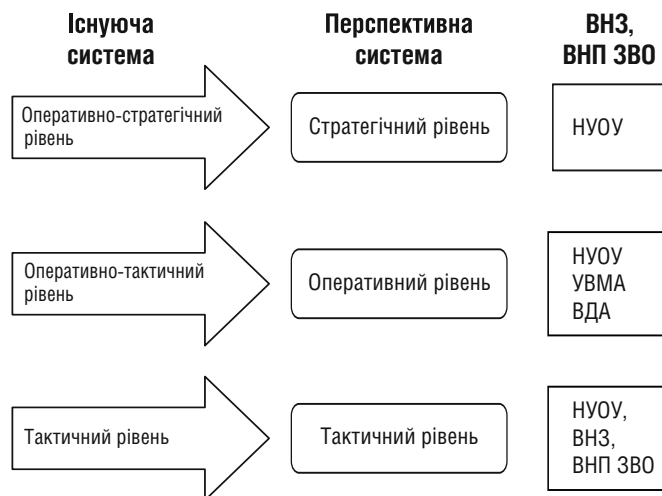 Існуюча
система
Перспективна
система
ВНЗ,
ВНП ЗВО
Оперативно-стратегічний
рівень
Стратегічний рівень
НУОУ
Оперативно-тактичний
рівень
Оперативний рівень
НУОУ
УВМА
ВДА
Тактичний рівень
Тактичний рівень
НУОУ,
ВНЗ,
ВНП ЗВО